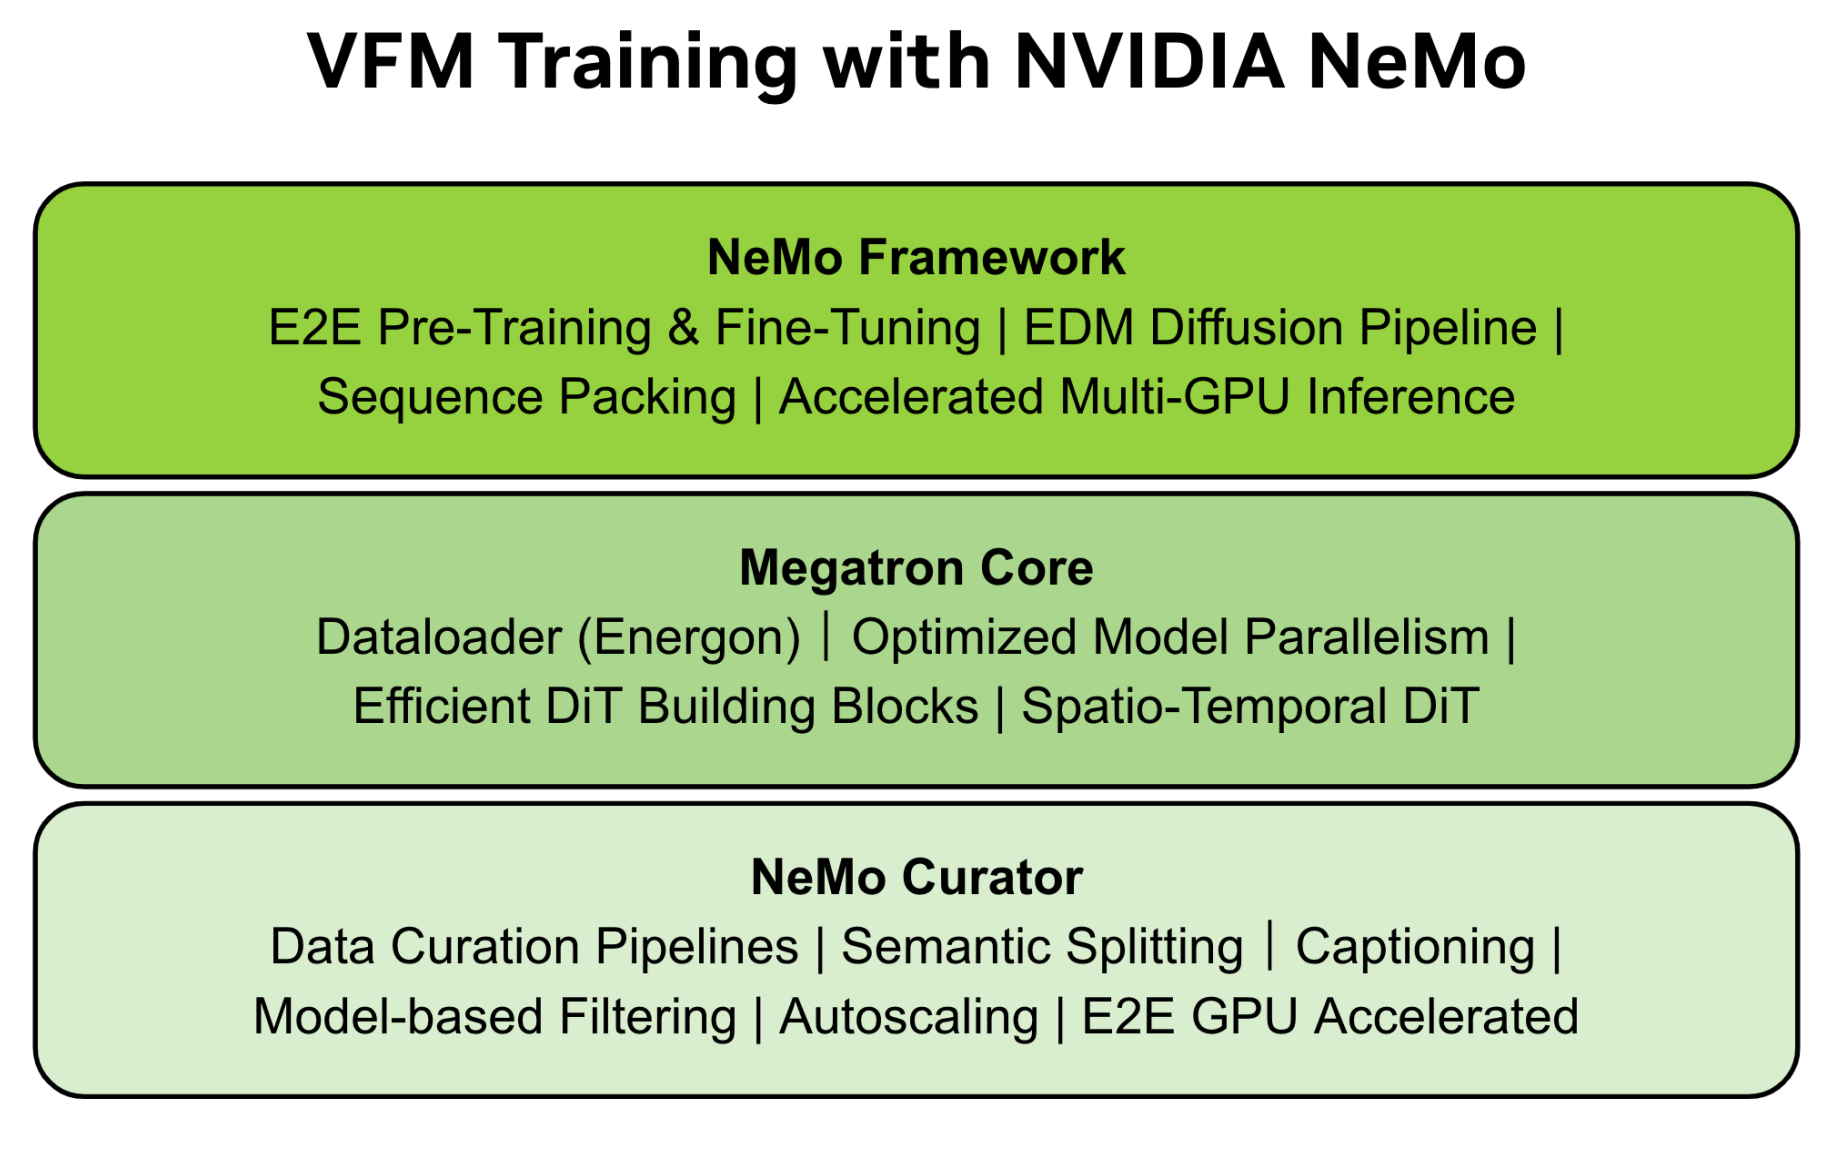 VFM Training with NVIDIA NeMo
NeMo Framework
E2E Pre-Training & Fine-Tuning | EDM Diffusion Pipeline |
Sequence Packing | Accelerated Multi-GPU Inference
Megatron Core
Dataloader (Energon) | Optimized Model Parallelism |
Efficient DiT Building Blocks | Spatio-Temporal DiT
NeMo Curator
Data Curation Pipelines | Semantic Splitting | Captioning |
Model-based Filtering | Autoscaling | E2E GPU Accelerated